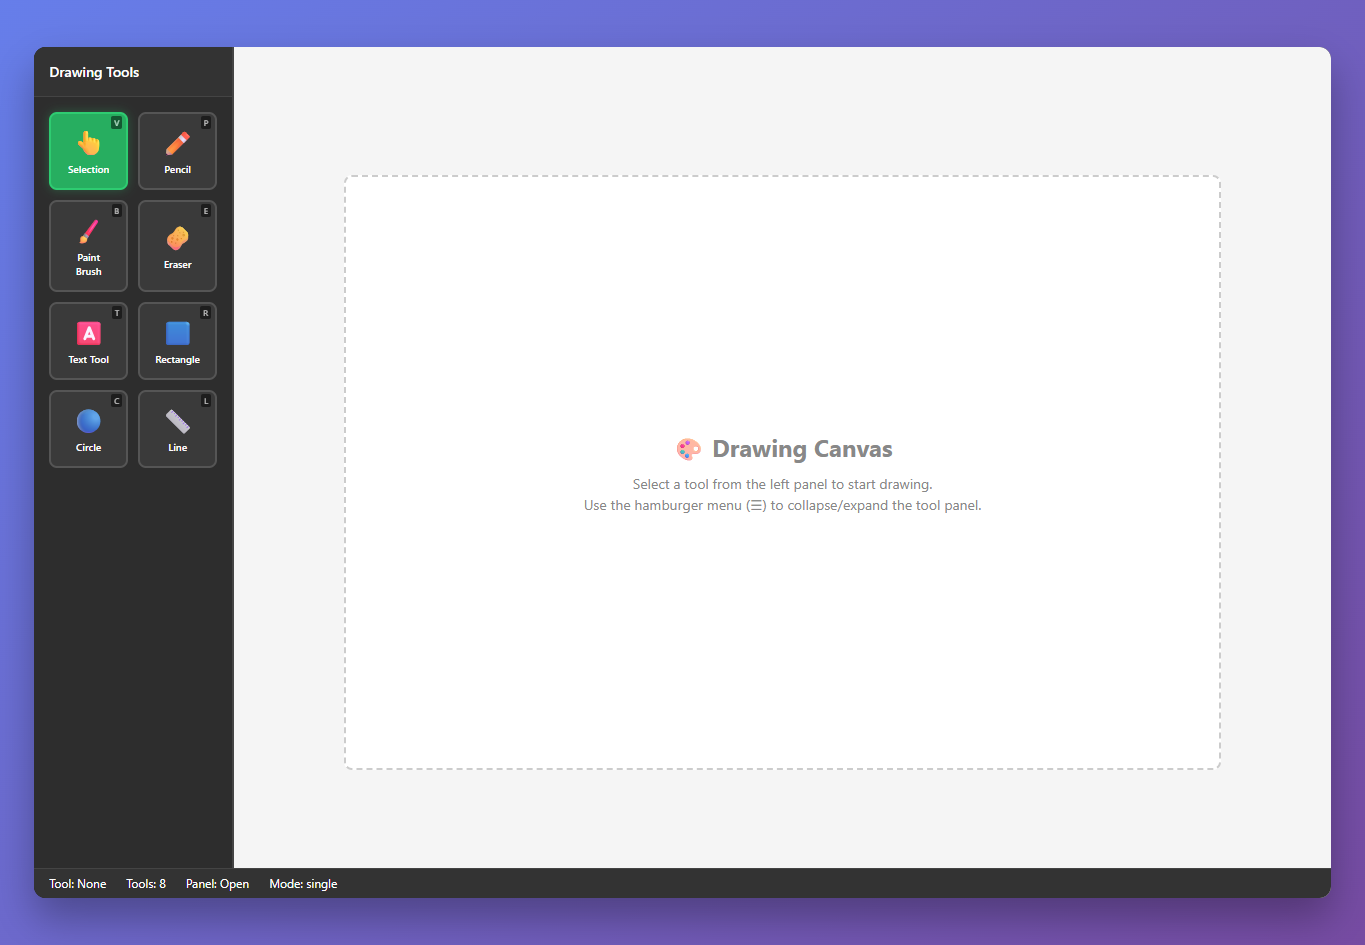 Drawing Tools
V
Selection
P
Pencil
B
Paint
Brush
E
Eraser
T
A
Text Tool
R
Rectangle
C
Circle
L
Line
Drawing Canvas
Select a tool from the left panel to start drawing.
Use the hamburger menu (☰) to collapse/expand the tool panel.
Tool: None Tools: 8 Panel: Open Mode: single